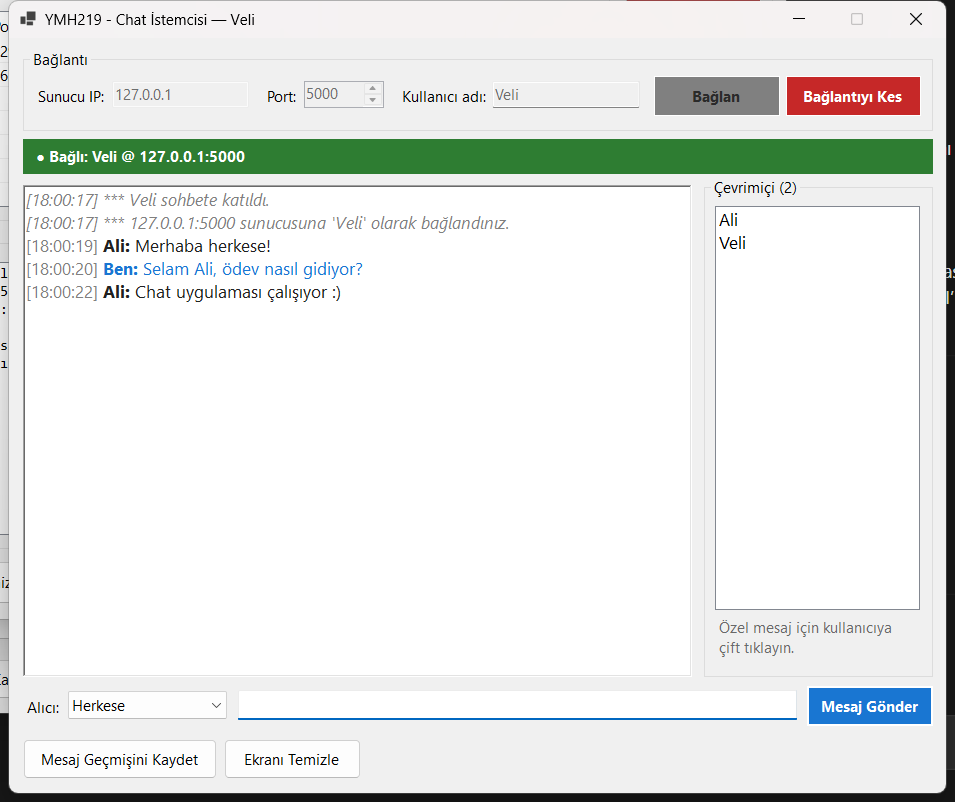 YMH219 - Chat İstemcisi — Veli
Bağlantı
Sunucu IP: 127.0.0.1 Port: 5000 Kullanıcı adı: Veli Bağlan Bağlantıyı Kes
● Bağlı: Veli @ 127.0.0.1:5000
[18:00:17] *** Veli sohbete katıldı.
[18:00:17] *** 127.0.0.1:5000 sunucusuna 'Veli' olarak bağlandınız.
[18:00:19] Ali: Merhaba herkese!
[18:00:20] Ben: Selam Ali, ödev nasıl gidiyor?
[18:00:22] Ali: Chat uygulaması çalışıyor :)
Çevrimiçi (2)
Ali
Veli
Özel mesaj için kullanıcıya
çift tıklayın.
Alıcı: Herkese Mesaj Gönder
Mesaj Geçmişini Kaydet Ekranı Temizle